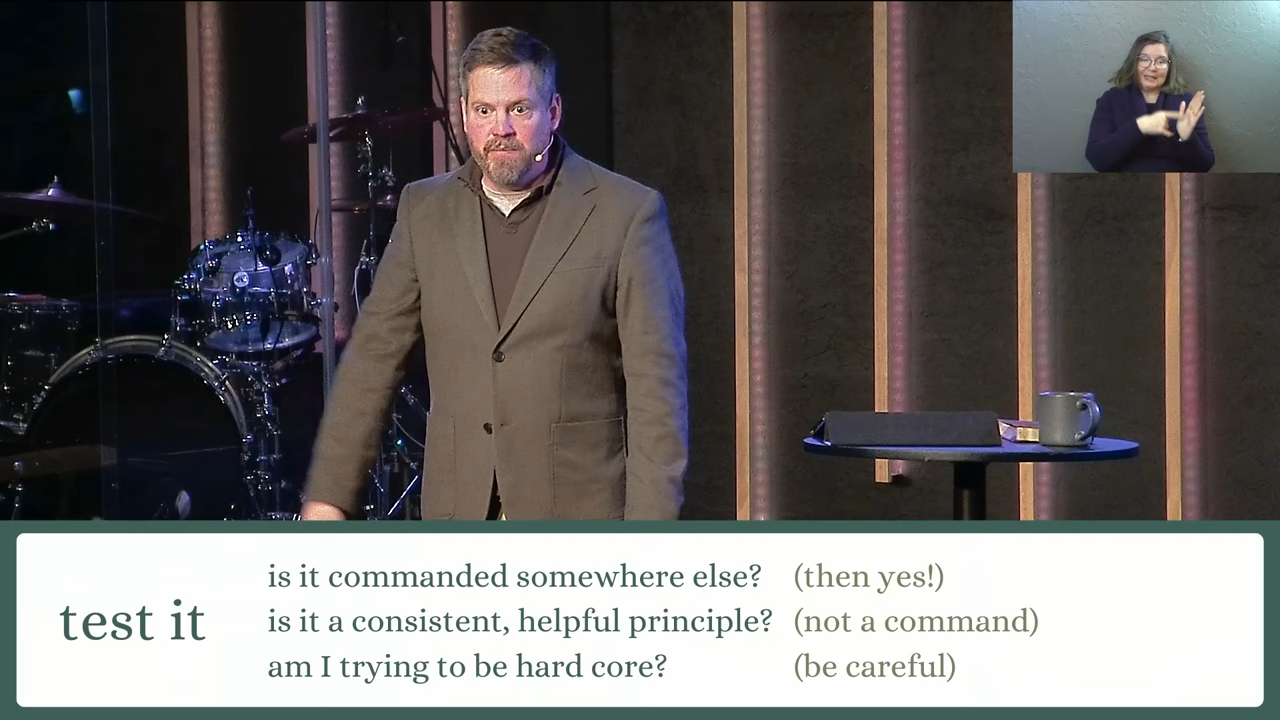 test it
is it commanded somewhere else? (then yes!)
is it a consistent, helpful principle? (not a command)
am I trying to be hard core? (be careful)